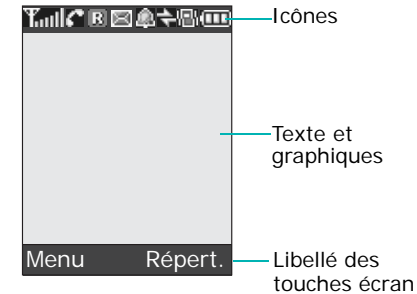 R
Icônes
Texte et
graphiques
Menu Répert.
Libellé des
touches écran